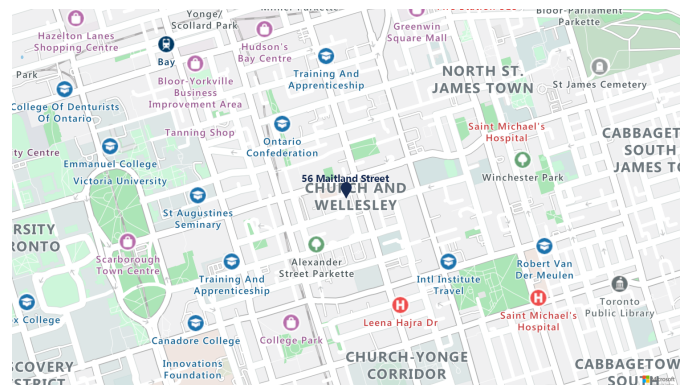 Yonge/
Scollard Park
Greenwin
Square Mall
Bloor-Parliament
Parkette
Hazelton Lanes
Shopping Centre
Hudson's
Bay Centre
Bay
Park
Bloor-Yorkville
Business
Improvement Area
Training And
Apprenticeship
NORTH ST.
JAMES TOWN
St James Cemetery
College Of Denturists
Of Ontario
Tanning Shop
Saint Michael's
Hospital
CABBAGET
SOUTH
JAMES TO
Ontario
Confederation
ty Centre
Emmanuel College
Victoria University
56 Maitland Street
CHURCH AND
WELLESLEY
Winchester Park
St Augustines
Seminary
RSITY
RONTO
Scarborough
Town Centre
Alexander
Street Parkette
Training And
Apprenticeship
Intl Institute
Travel
Robert Van
Der-Meulen
x College
Leena Hajra Dr
Saint Michael's
Hospital
Toronto
Public Library
Canadore College
College-Park
Innovations
Foundation
CHURCH-YONGE
CORRIDOR
SCOVERY
STRICT
CABBAGETOW
SOUTH
Microsoft